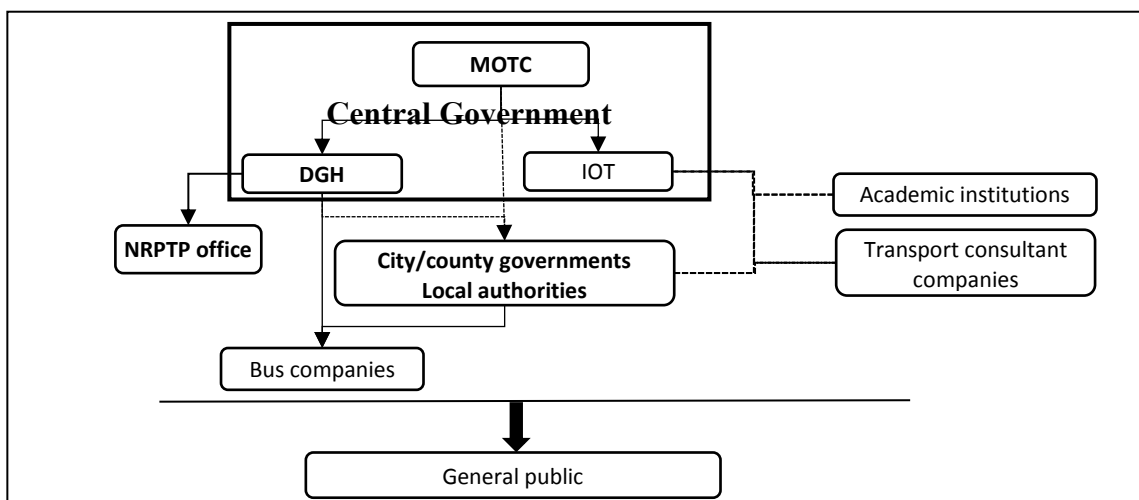 MOTC
Central Government
DGH
IOT
Academic institutions
NRPTP office
City/county governments
Local authorities
Transport consultant
companies
Bus companies
General public